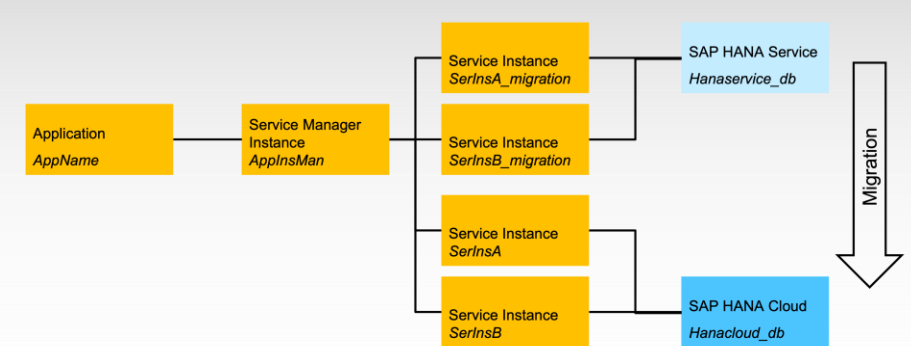 Application
AppName
Service Manager
Instance
AppInsMan
Service Instance
SerInsA_migration
Service Instance
SerInsB_migration
Service Instance
SerInsA
Service Instance
SerInsB
SAP HANA Service
Hanaservice_db
SAP HANA Cloud
Hanacloud_db
Migration